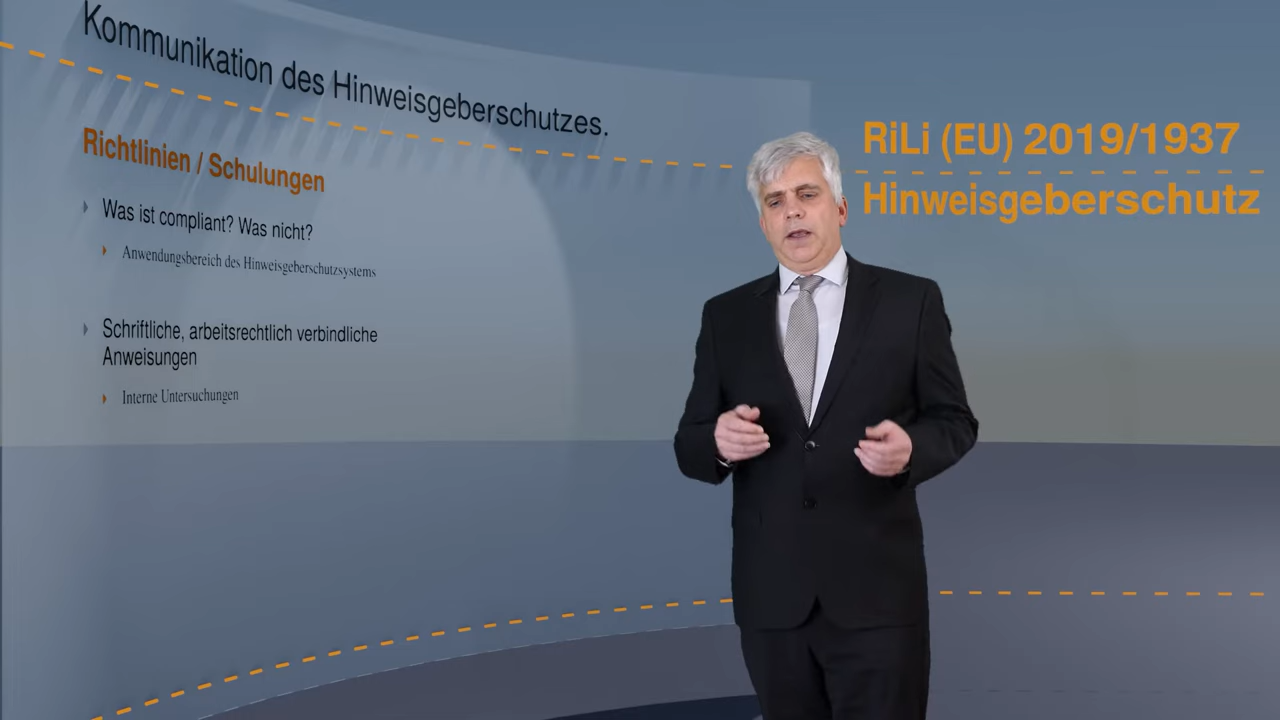 Kommunikation des Hinweisgeberschutzes.
Richtlinien / Schulungen
Was ist compliant? Was nicht?
Anwendungsbereich des Hinweisgeberschutzsystems
Schriftliche, arbeitsrechtlich verbindliche
Anweisungen
Interne Untersuchungen
RiLi (EU) 2019/1937
Hinweisgeberschutz